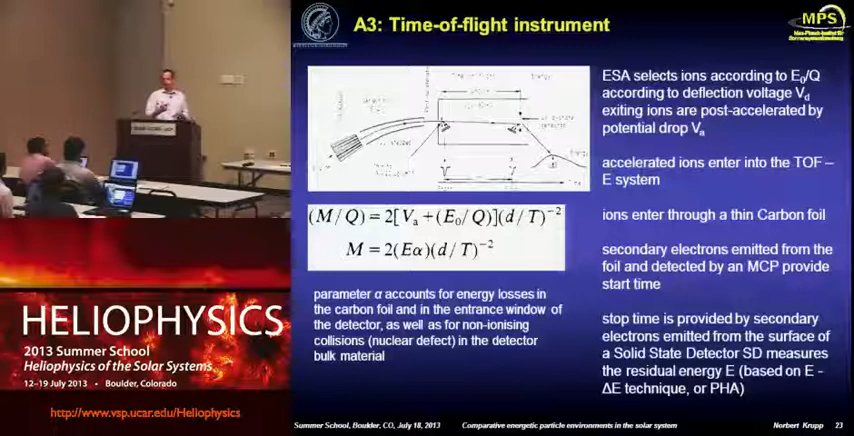 A3: Time-of-flight instrument
MPS
ESA selects ions according to E₀/Q
according to deflection voltage V_d
exiting ions are post-accelerated by
potential drop V_a
accelerated ions enter into the TOF –
E system
ions enter through a thin Carbon foil
secondary electrons emitted from the
foil and detected by an MCP provide
start time
stop time is provided by secondary
electrons emitted from the surface of
a Solid State Detector SD measures
the residual energy E (based on E -
ΔE technique, or PHA)
(M/Q) = 2[V_a + (E₀/Q)](d/T)⁻²
M = 2(Eα)(d/T)⁻²
parameter α accounts for energy losses in
the carbon foil and in the entrance window of
the detector, as well as for non-ionising
collisions (nuclear defect) in the detector
bulk material
HELIOPHYSICS
2013 Summer School
Heliophysics of the Solar Systems
12–19 July 2013 • Boulder, Colorado
http://www.vsp.ucar.edu/Heliophysics
Summer School, Boulder, CO, July 18, 2013
Comparative energetic particle environments in the solar system
Norbert Krupp
23